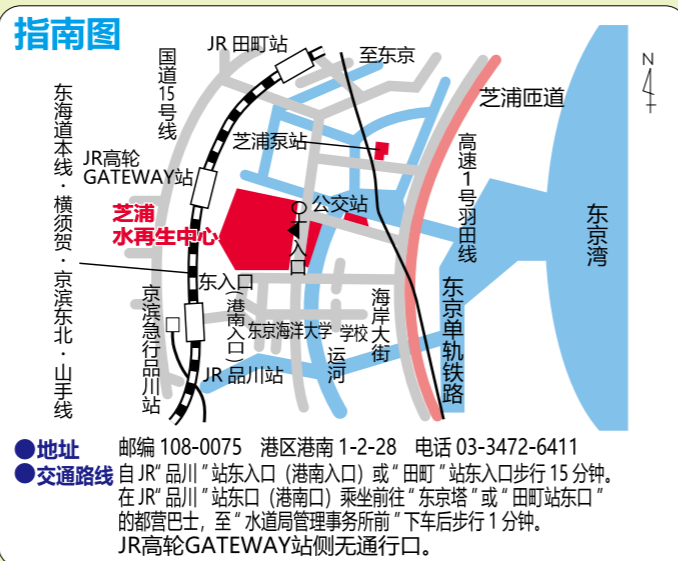 指南图
JR 田町站
至东京
N
国道15号线
芝浦匝道
东海道本线·横须贺·京滨东北·山手线
芝浦泵站
高速1号羽田线
JR高轮
GATEWAY站
芝浦
水再生中心
公交站
入口
东京湾
东入口
(港南入口)
京滨急行品川站
东京海洋大学
学校
海岸大街
东京单轨铁路
运河
JR 品川站
●地址 邮编 108-0075 港区港南 1-2-28 电话 03-3472-6411
●交通路线 自 JR“品川”站东入口（港南入口）或“田町”站东入口步行 15 分钟。
在 JR“品川”站东口（港南口）乘坐前往“东京塔”或“田町站东口”
的都营巴士，至“水道局管理事务所前”下车后步行 1 分钟。
JR高轮GATEWAY站侧无通行口。